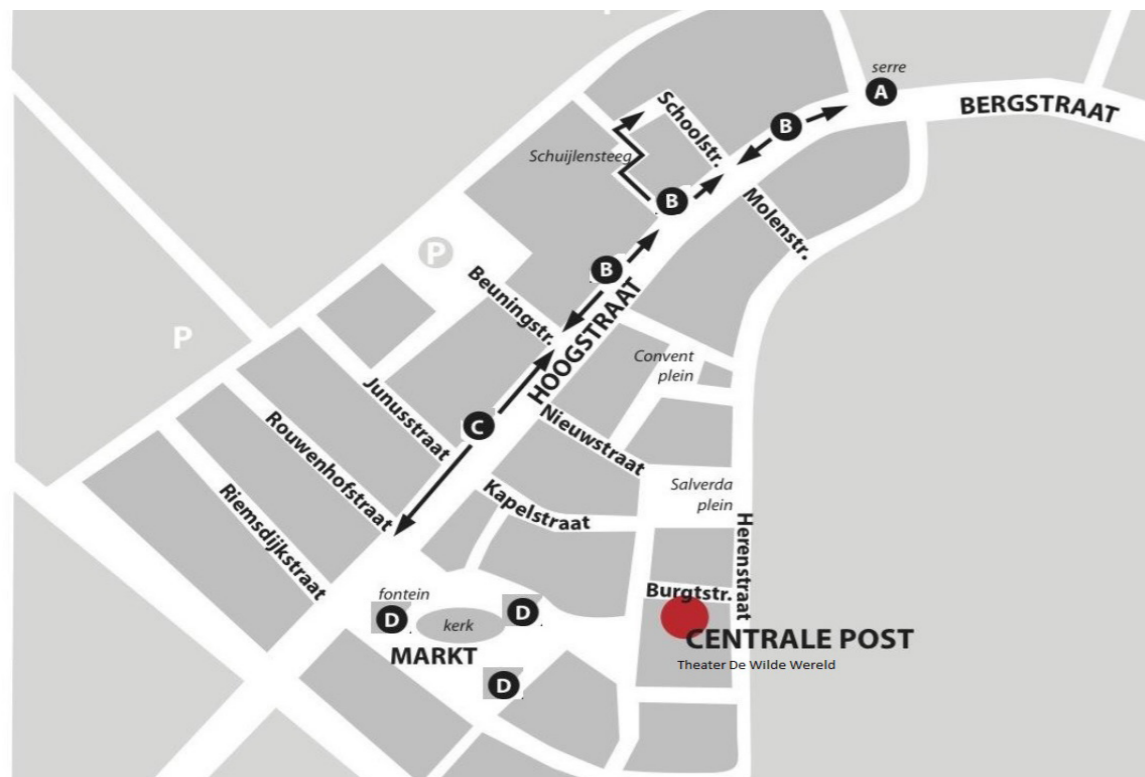 serre
A
BERGSTRAAT
B
Schoolstr.
Schuijlensteeg
B
Molenstr.
P
B
Beuningstr.
HOOGSTRAAT
P
Convent
plein
Junusstraat
C
Nieuwstraat
Rouwenhofstraat
Riemsdijkstraat
Kapelstraat
Salverda
plein
Herenstraat
Burgtstr.
fontein
D
kerk
D
MARKT
D
CENTRALE POST
Theater De Wilde Wereld